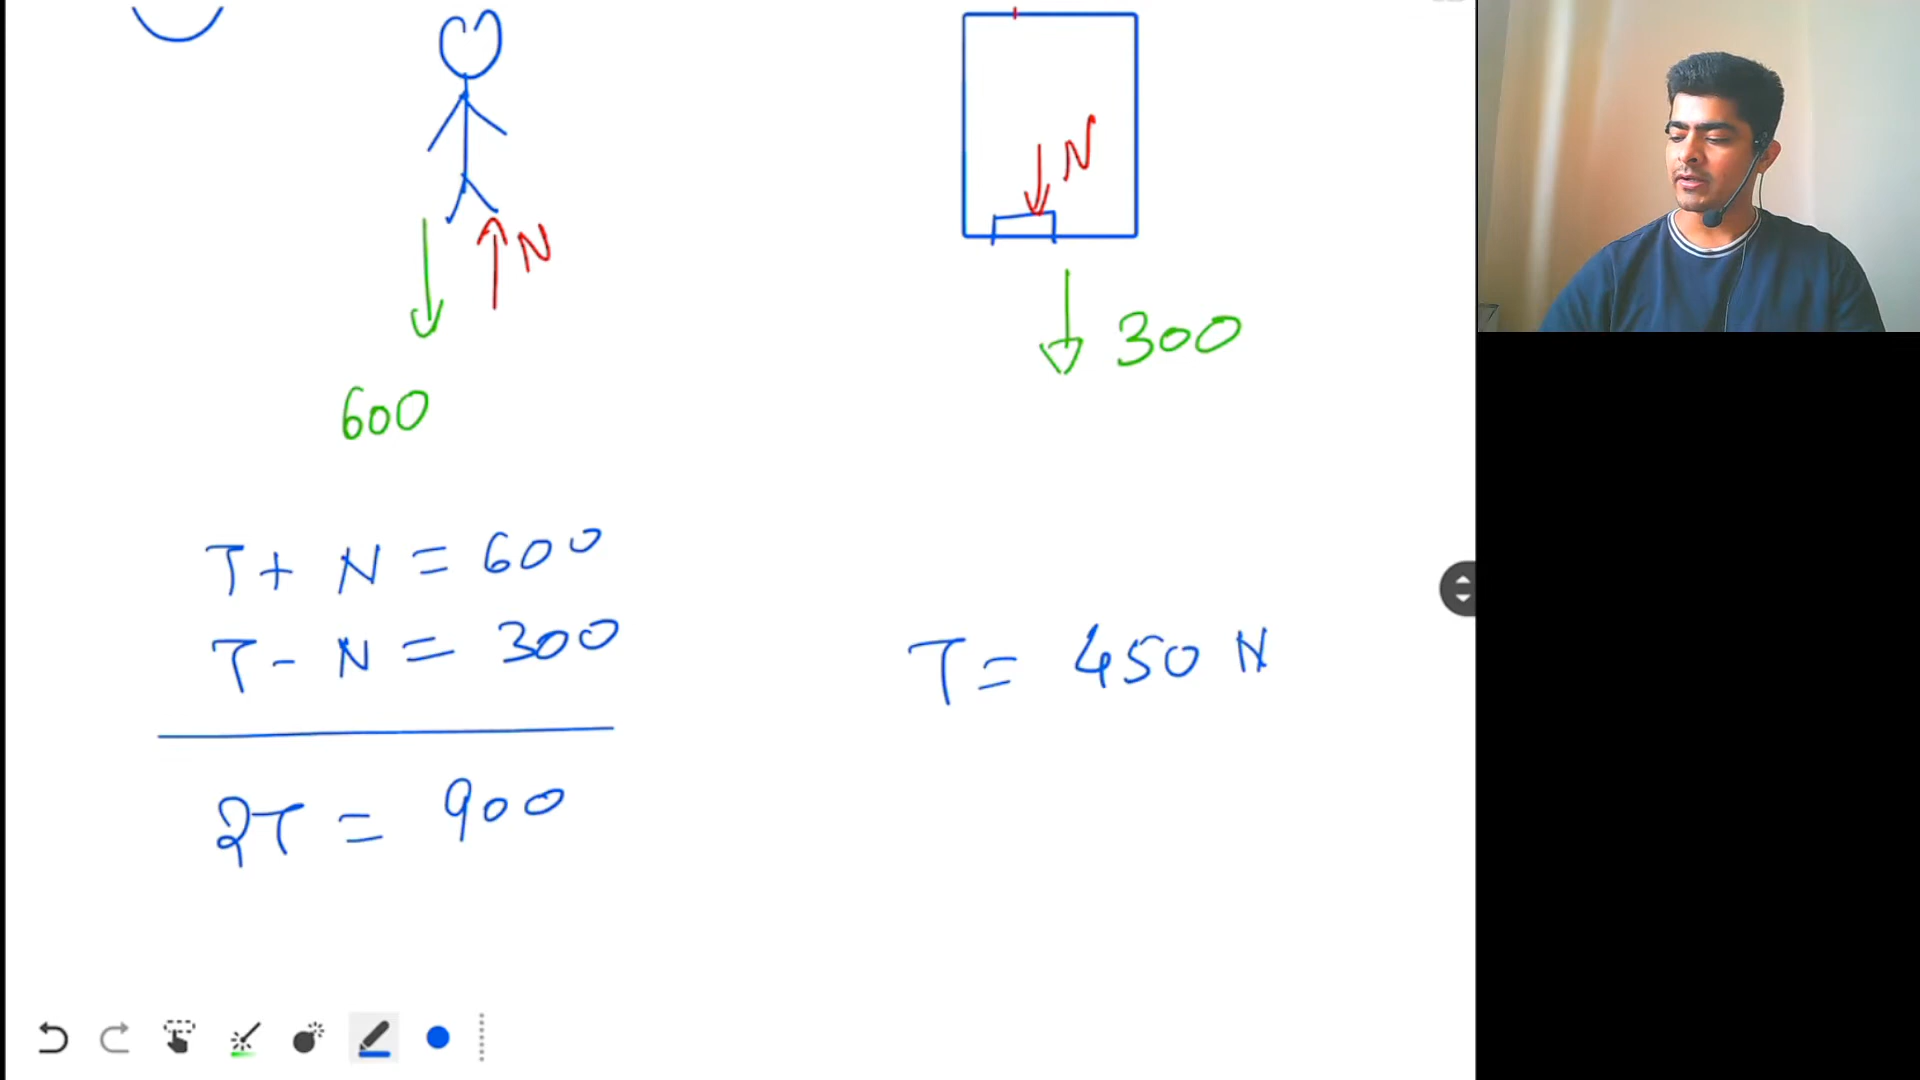 N
N
300
600
T + N = 600
T - N = 300
T = 450 N
2T = 900